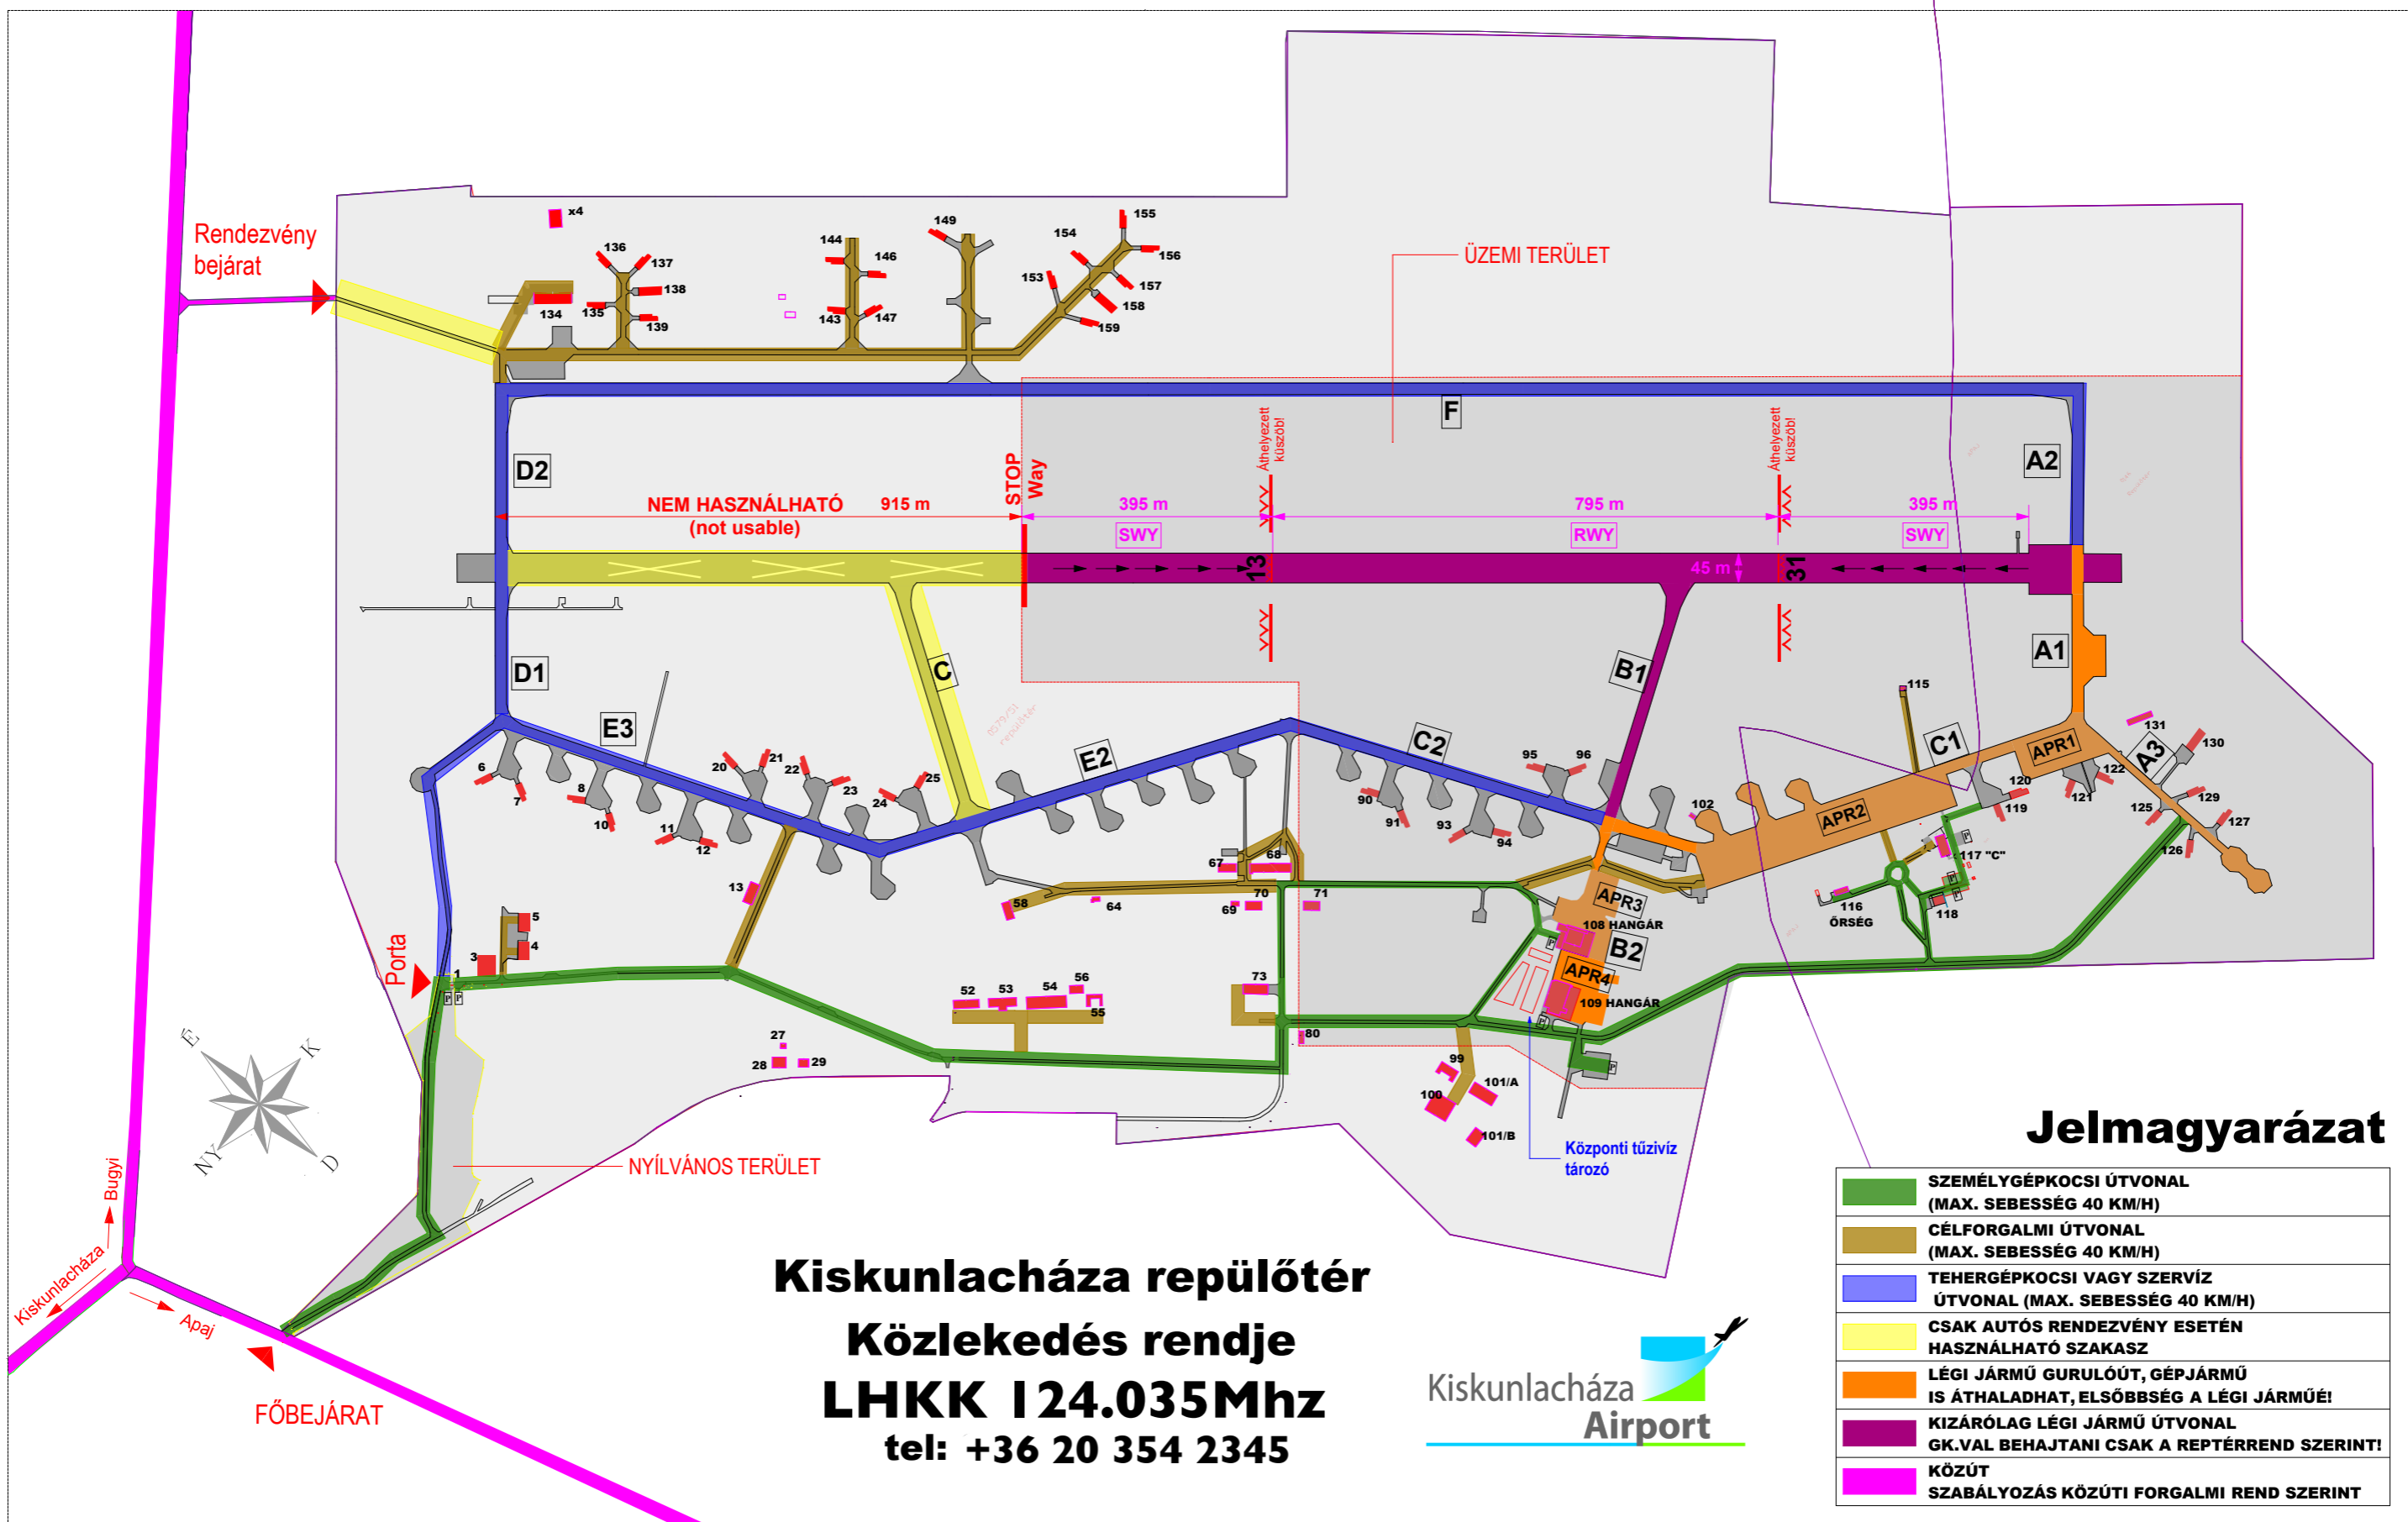 x4
155
149
154
144
136
146
156
Rendezvény
bejárat
137
153
ÜZEMI TERÜLET
138
157
134
135
143
147
158
139
159
F
Áthelyezett
küszöb!
Áthelyezett
küszöb!
D2
STOP
Way
A2
NEM HASZNÁLHATÓ 915 m
(not usable)
395 m
795 m
395 m
SWY
RWY
SWY
13
45 m
31
D1
C
B1
A1
115
E3
E2
C2
C1
APR1
A3
131
130
6
7
8
10
11
12
20
21
22
23
24
25
90
91
93
94
95
96
102
APR2
120
119
121
122
125
129
127
126
13
67
68
58
64
69
70
71
APR3
108 HANGÁR
B2
APR4
109 HANGÁR
117 "C"
116
ŐRSÉG
118
5
4
3
1
Porta
P
P
P
P
P
P
P
P
52
53
54
56
55
73
80
27
28
29
99
100
101/A
101/B
É
K
NY
D
NYÍLVÁNOS TERÜLET
Központi tűzivíz
tározó
Bugyi
Kiskunlacháza
Apaj
FŐBEJÁRAT
Kiskunlacháza repülőtér
Közlekedés rendje
LHKK 124.035Mhz
tel: +36 20 354 2345
Kiskunlacháza
Airport
Jelmagyarázat
SZEMÉLYGÉPKOCSI ÚTVONAL
(MAX. SEBESSÉG 40 KM/H)
CÉLFORGALMI ÚTVONAL
(MAX. SEBESSÉG 40 KM/H)
TEHERGÉPKOCSI VAGY SZERVÍZ
ÚTVONAL (MAX. SEBESSÉG 40 KM/H)
CSAK AUTÓS RENDEZVÉNY ESETÉN
HASZNÁLHATÓ SZAKASZ
LÉGI JÁRMŰ GURULÓÚT, GÉPJÁRMŰ
IS ÁTHALADHAT, ELSŐBBSÉG A LÉGI JÁRMŰÉ!
KIZÁRÓLAG LÉGI JÁRMŰ ÚTVONAL
GK.VAL BEHAJTANI CSAK A REPTÉRREND SZERINT!
KÖZÚT
SZABÁLYOZÁS KÖZÚTI FORGALMI REND SZERINT